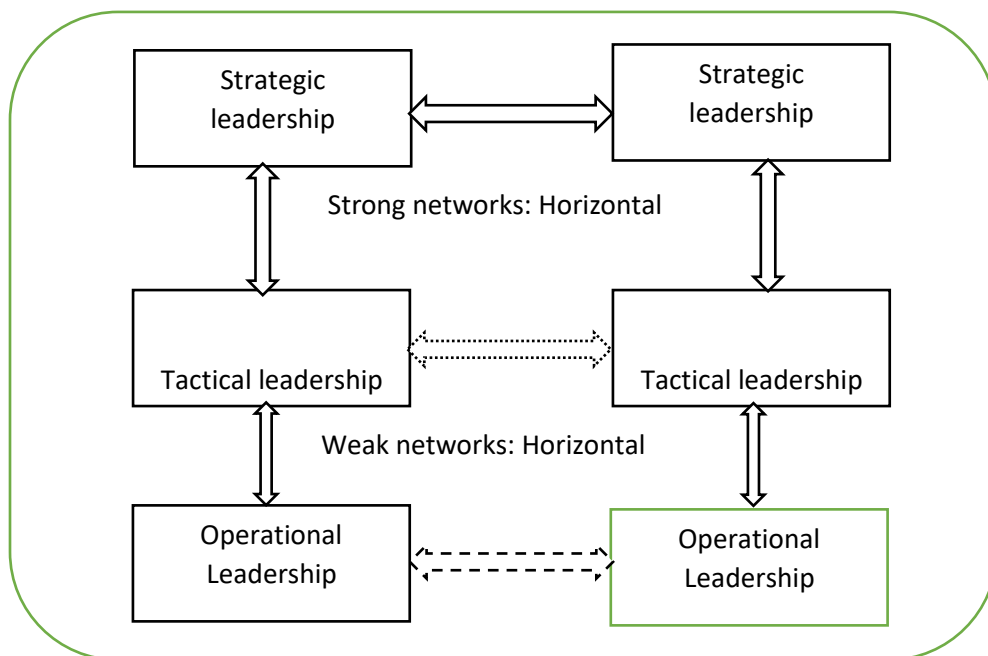 Strategic
leadership
Strategic
leadership
Strong networks: Horizontal
Tactical leadership
Tactical leadership
Weak networks: Horizontal
Operational
Leadership
Operational
Leadership